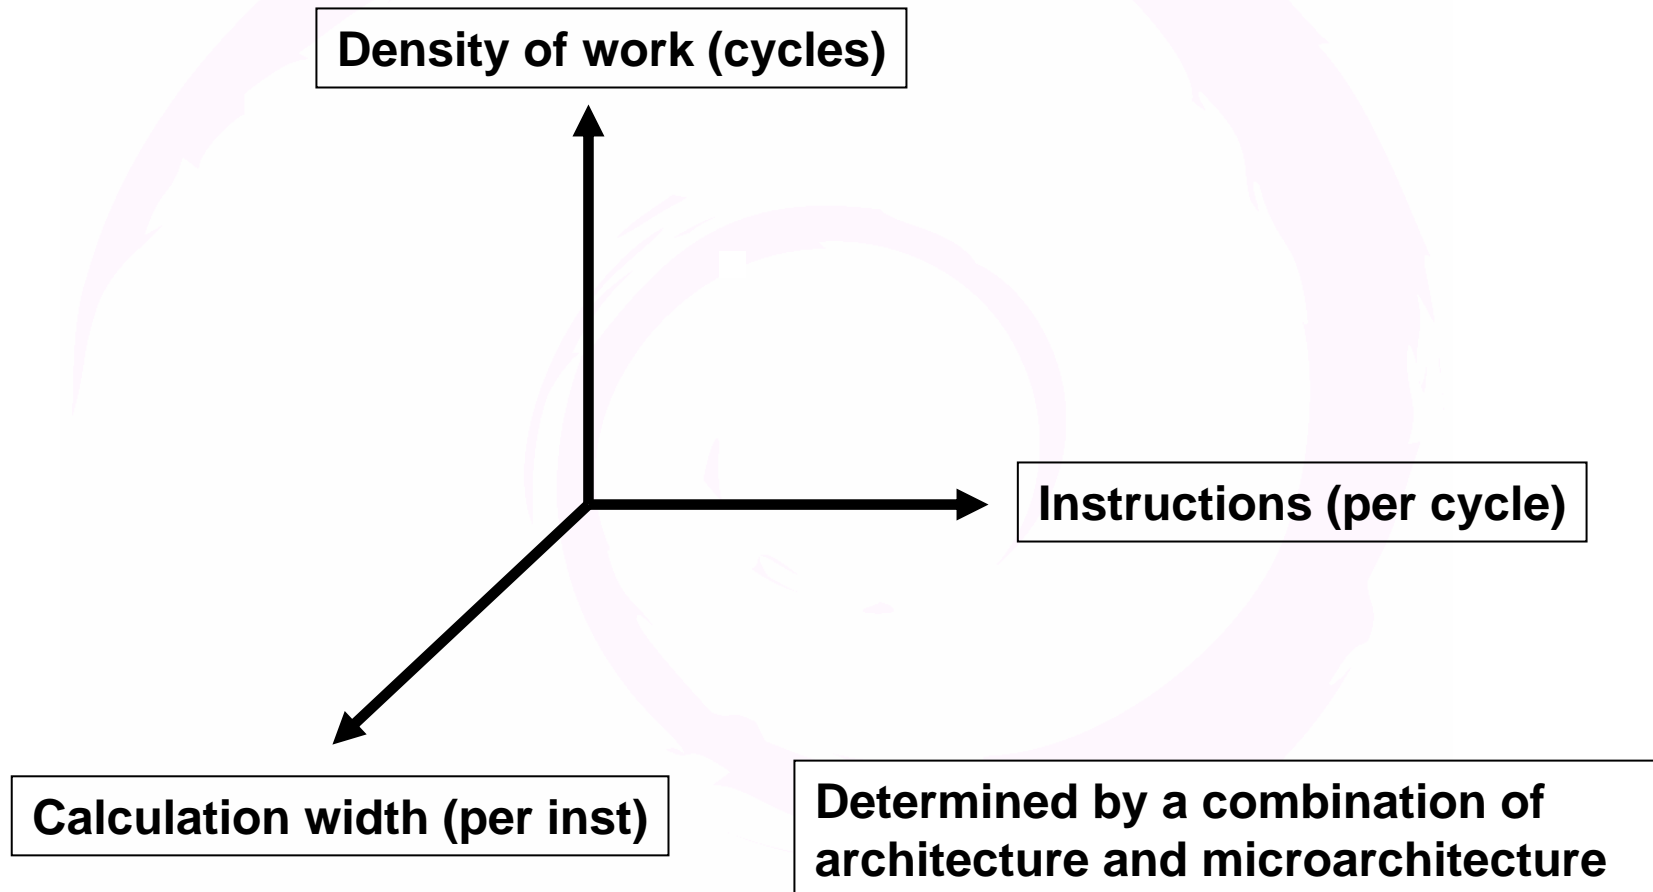 Density of work (cycles)
Instructions (per cycle)
Calculation width (per inst)
Determined by a combination of
architecture and microarchitecture